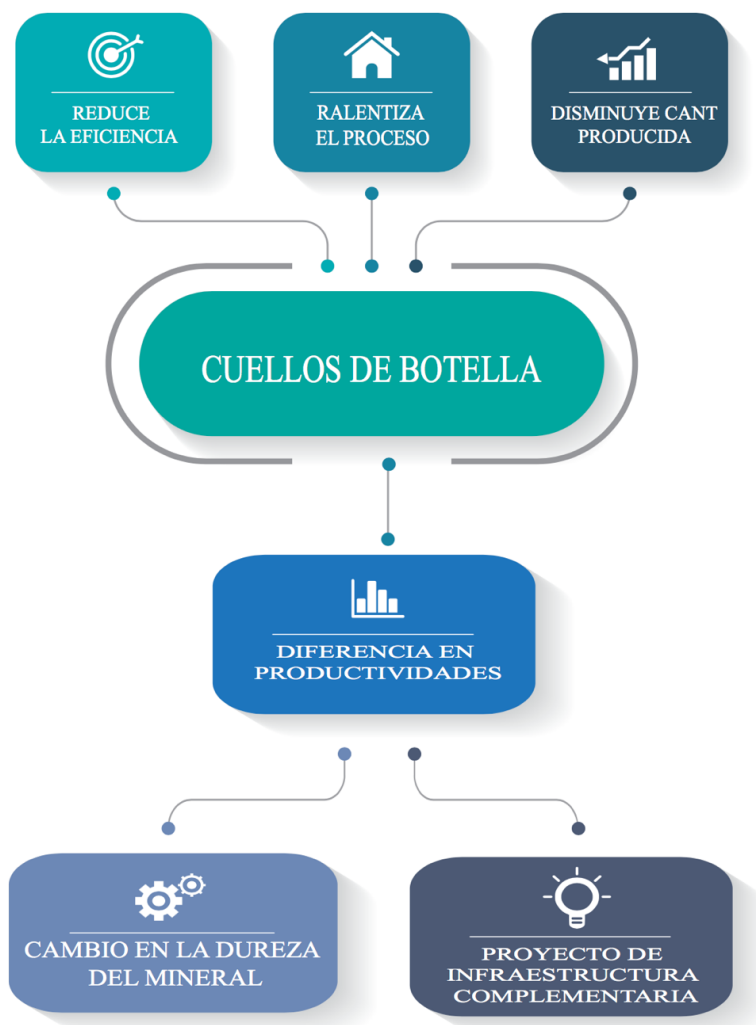 REDUCE
LA EFICIENCIA
RALENTIZA
EL PROCESO
DISMINUYE CANT
PRODUCIDA
CUELLOS DE BOTELLA
DIFERENCIA EN
PRODUCTIVIDADES
CAMBIO EN LA DUREZA
DEL MINERAL
PROYECTO DE
INFRAESTRUCTURA
COMPLEMENTARIA